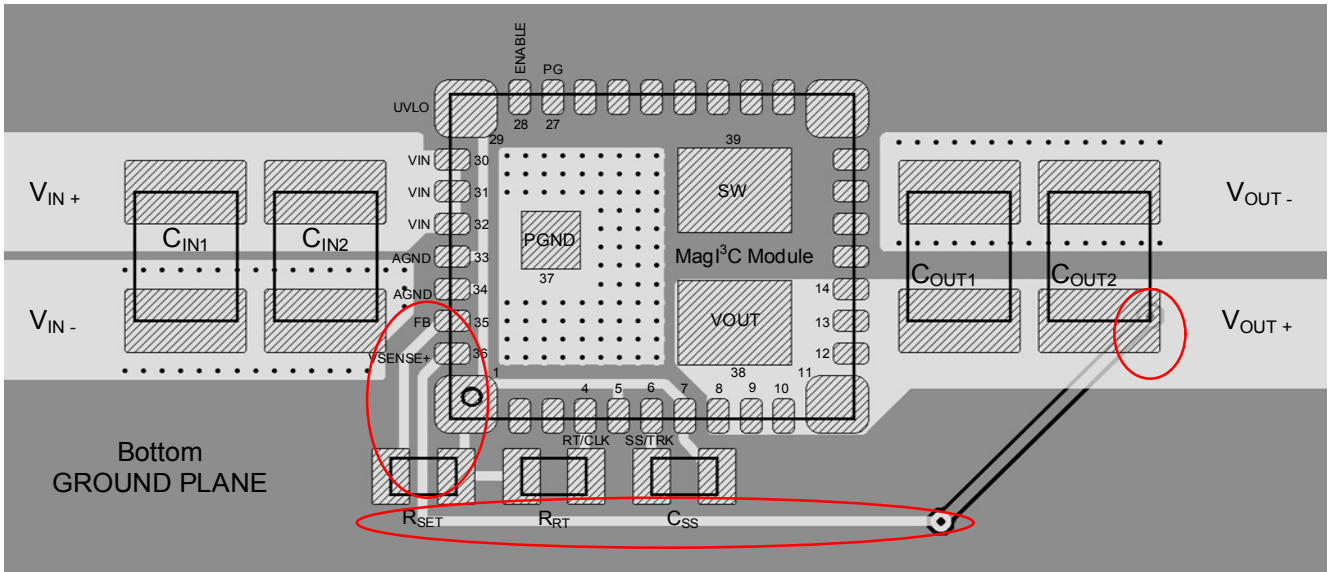 ENABLE
PG
UVLO
28
27
29
39
VIN
30
VIN
31
VIN
32
AGND
33
AGND
34
FB
35
VSENSE+
36
VIN +
VIN -
CIN1
CIN2
PGND
37
SW
MagI³C Module
VOUT
38
14
13
12
11
COUT1
COUT2
VOUT -
VOUT +
1
4
5
6
7
8
9
10
RT/CLK
SS/TRK
Bottom
GROUND PLANE
RSET
RRT
CSS